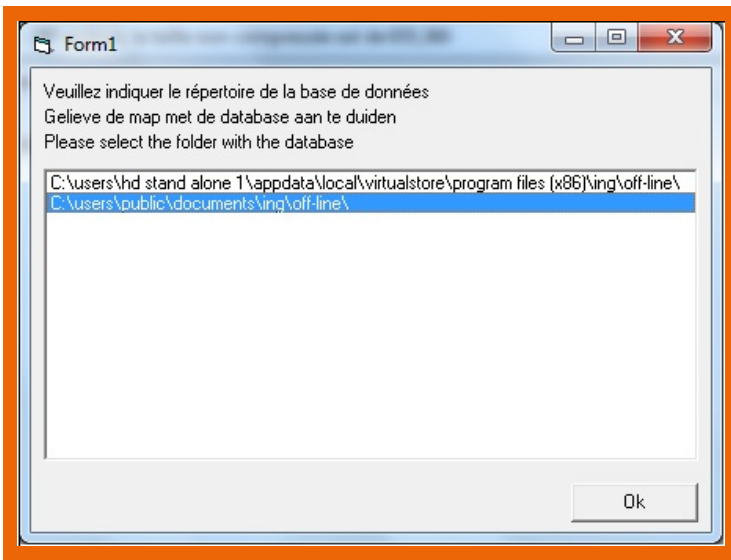 Form1
Veuillez indiquer le répertoire de la base de données
Gelieve de map met de database aan te duiden
Please select the folder with the database
C:\users\hd stand alone 1\appdata\local\virtualstore\program files (x86)\ing\off-line\
C:\users\public\documents\ing\off-line\
Ok